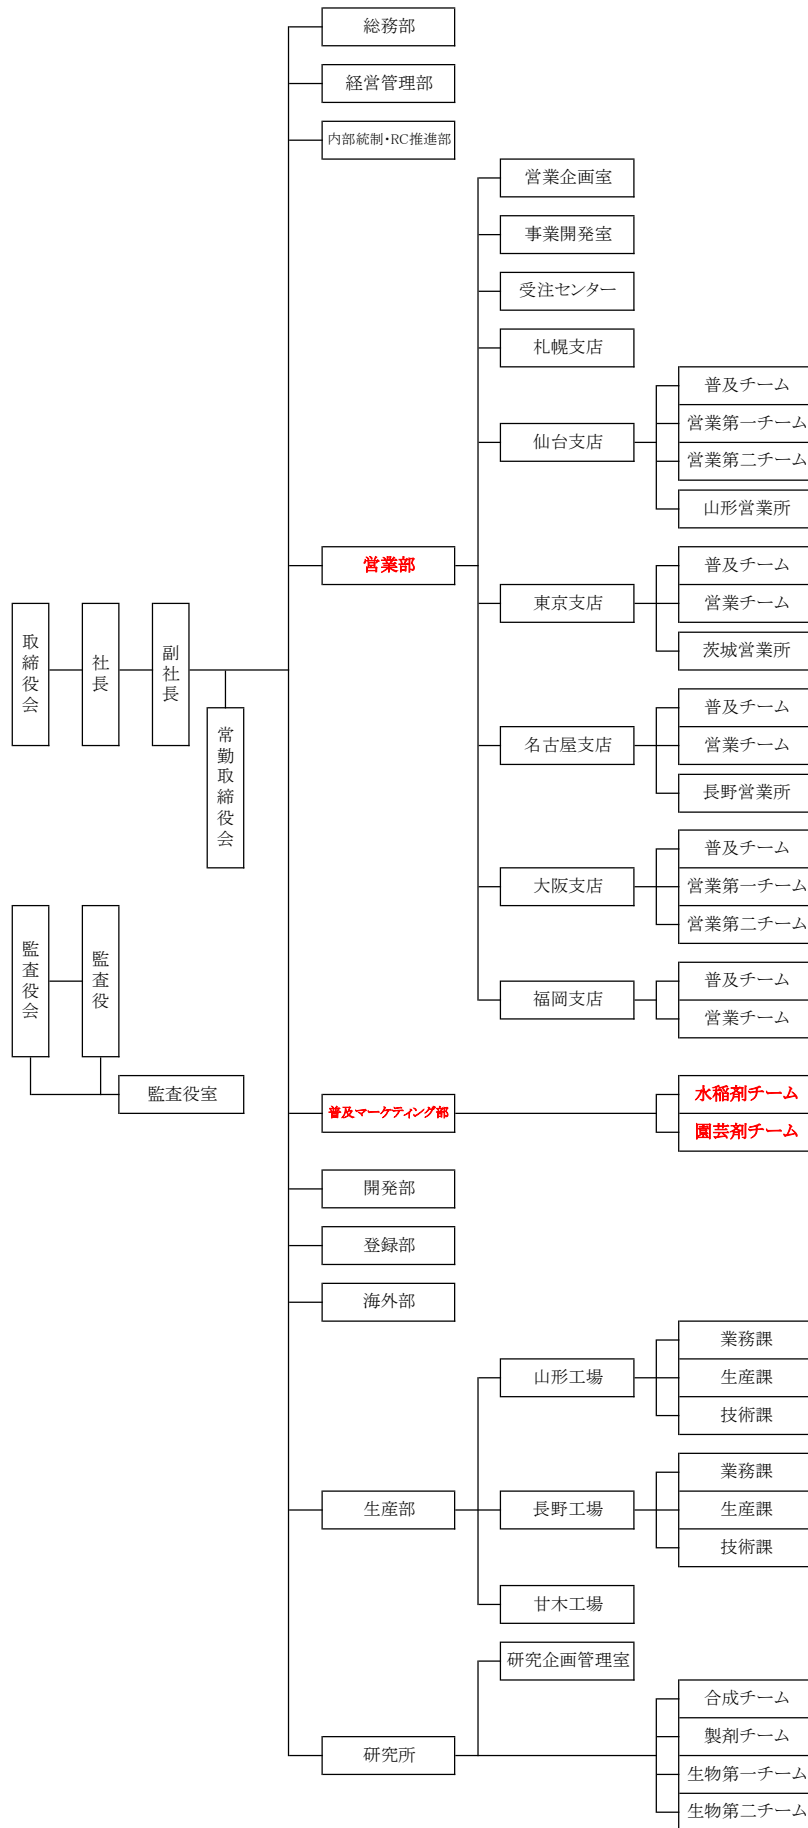 総務部
経営管理部
内部統制・RC推進部
営業企画室
事業開発室
受注センター
札幌支店
普及チーム
営業第一チーム
仙台支店
営業第二チーム
山形営業所
営業部
普及チーム
東京支店
営業チーム
茨城営業所
取締役会
社長
副社長
常勤取締役会
普及チーム
名古屋支店
営業チーム
長野営業所
普及チーム
大阪支店
営業第一チーム
営業第二チーム
監査役会
監査役
監査役室
普及チーム
福岡支店
営業チーム
普及マーケティング部
水稲剤チーム
園芸剤チーム
開発部
登録部
海外部
業務課
山形工場
生産課
技術課
業務課
生産部
長野工場
生産課
技術課
甘木工場
研究企画管理室
合成チーム
製剤チーム
研究所
生物第一チーム
生物第二チーム